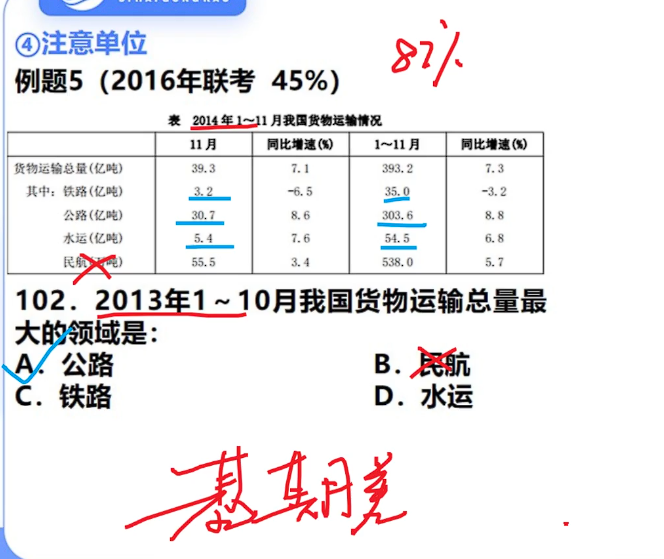 ④注意单位
例题5（2016年联考 45%）
82%
表 2014年1～11月我国货物运输情况
11月 同比增速(%) 1～11月 同比增速(%)
货物运输总量(亿吨) 39.3 7.1 393.2 7.3
其中：铁路(亿吨) 3.2 -6.5 35.0 -3.2
公路(亿吨) 30.7 8.6 303.6 8.8
水运(亿吨) 5.4 7.6 54.5 6.8
民航 吨) 55.5 3.4 538.0 5.7
102．2013年1～10月我国货物运输总量最
大的领域是：
A．公路 B．民航
C．铁路 D．水运
基期差